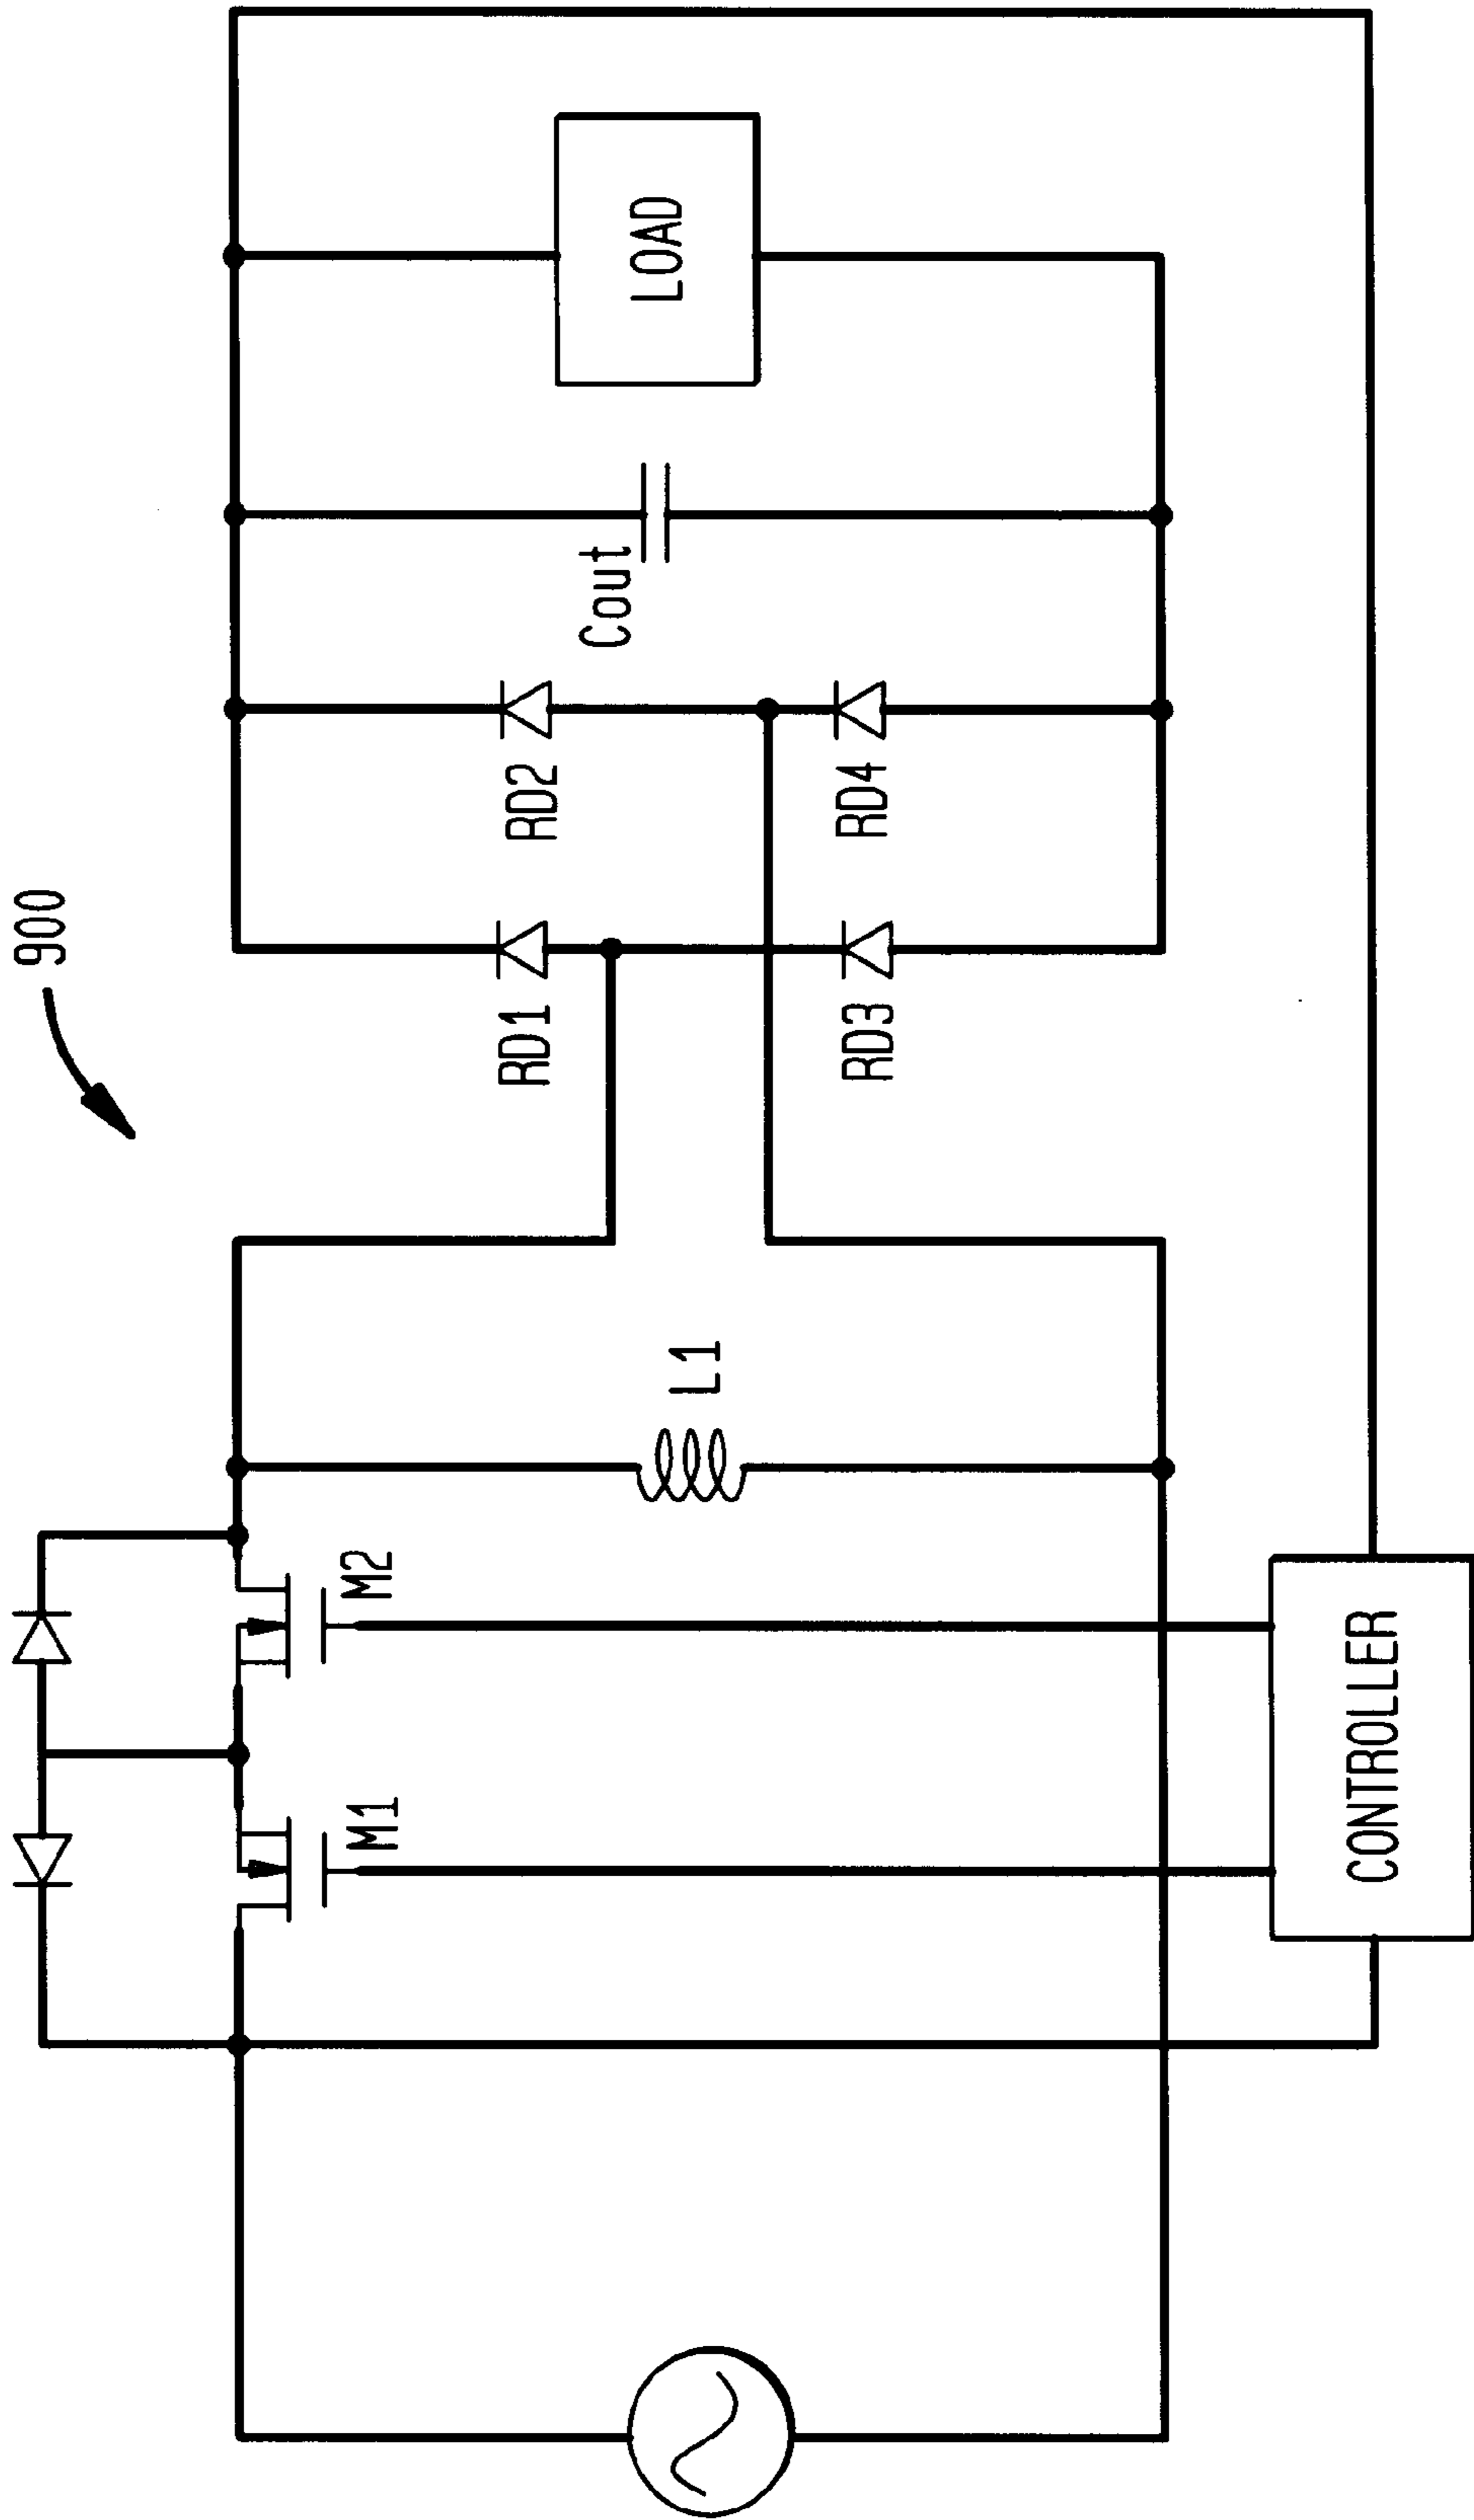 900
LOAD
Cout
RD2
RD4
RD1
RD3
L1
M2
M1
CONTROLLER